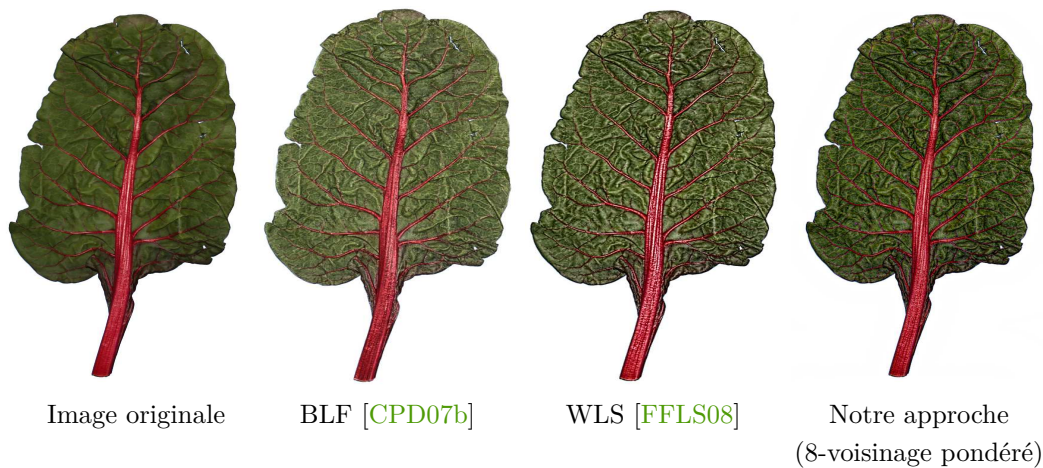 Image originale
BLF [CPD07b]
WLS [FFLS08]
Notre approche
(8-voisinage pondéré)